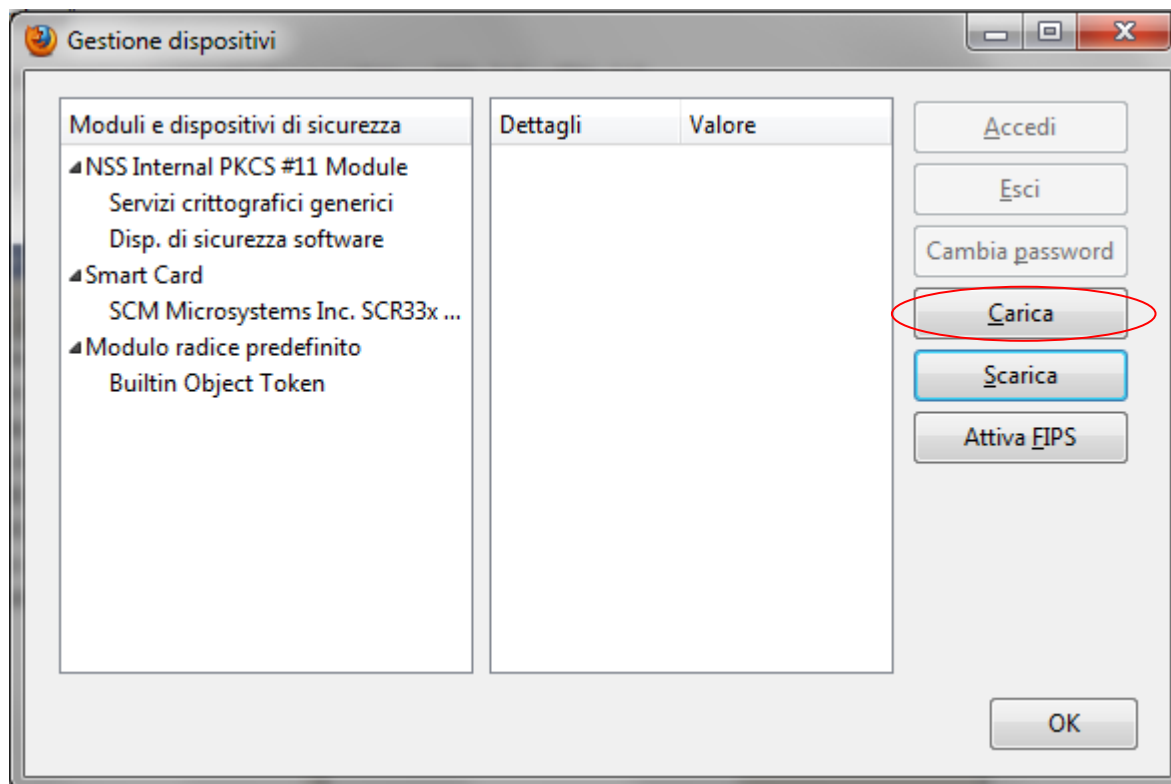 Gestione dispositivi
Moduli e dispositivi di sicurezza
NSS Internal PKCS #11 Module
Servizi crittografici generici
Disp. di sicurezza software
Smart Card
SCM Microsystems Inc. SCR33x ...
Modulo radice predefinito
Builtin Object Token
Dettagli Valore
Accedi
Esci
Cambia password
Carica
Scarica
Attiva FIPS
OK